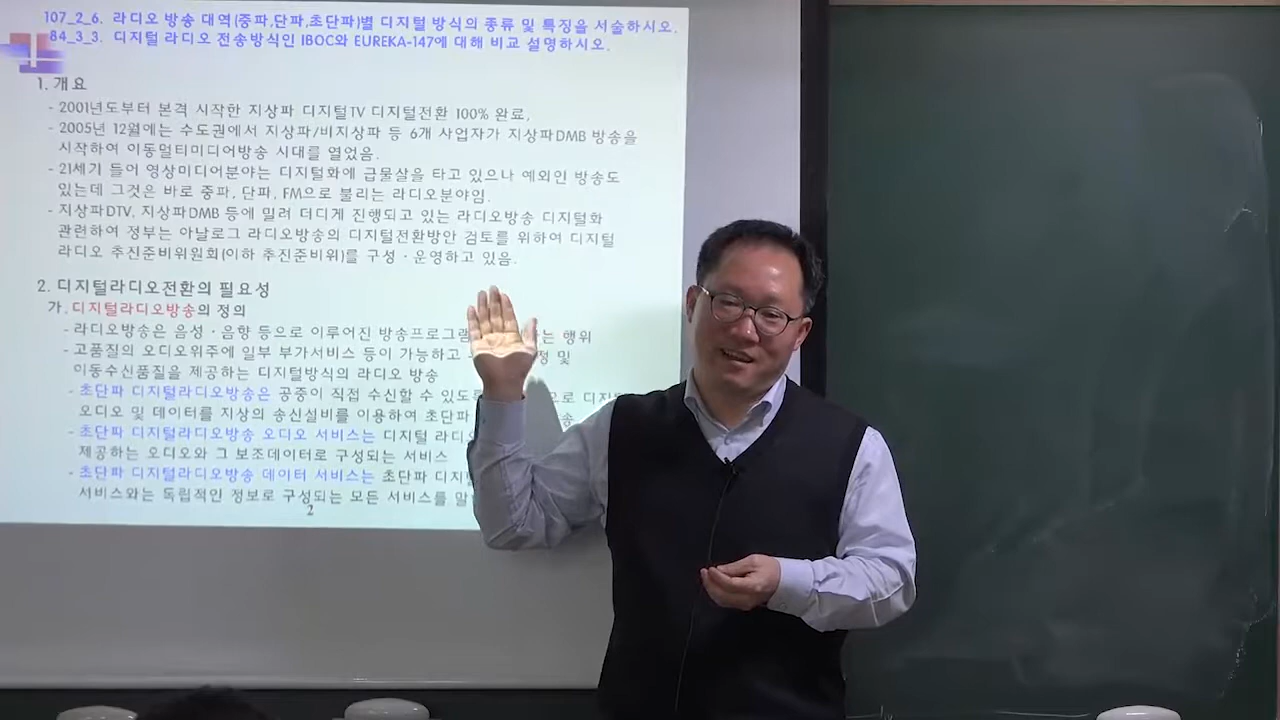 107_2_6. 라디오 방송 대역(중파,단파,초단파)별 디지털 방식의 종류 및 특징을 서술하시오.
84_3_3. 디지털 라디오 전송방식인 IBOC와 EUREKA-147에 대해 비교 설명하시오.
1. 개요
- 2001년도부터 본격 시작한 지상파 디지털TV 디지털전환 100% 완료,
- 2005년 12월에는 수도권에서 지상파/비지상파 등 6개 사업자가 지상파DMB 방송을
시작하여 이동멀티미디어방송 시대를 열었음.
- 21세기 들어 영상미디어분야는 디지털화에 급물살을 타고 있으나 예외인 방송도
있는데 그것은 바로 중파, 단파, FM으로 불리는 라디오분야임.
- 지상파DTV, 지상파DMB 등에 밀려 더디게 진행되고 있는 라디오방송 디지털화
관련하여 정부는 아날로그 라디오방송의 디지털전환방안 검토를 위하여 디지털
라디오 추진준비위원회(이하 추진준비위)를 구성·운영하고 있음.
2. 디지털라디오전환의 필요성
가. 디지털라디오방송의 정의
- 라디오방송은 음성·음향 등으로 이루어진 방송프로그램 는 행위
- 고품질의 오디오위주에 일부 부가서비스 등이 가능하고 정 및
이동수신품질을 제공하는 디지털방식의 라디오 방송
- 초단파 디지털라디오방송은 공중이 직접 수신할 수 있도록 으로 디지
오디오 및 데이터를 지상의 송신설비를 이용하여 초단파 송
- 초단파 디지털라디오방송 오디오 서비스는 디지털 라디오
제공하는 오디오와 그 보조데이터로 구성되는 서비스
- 초단파 디지털라디오방송 데이터 서비스는 초단파 디지털
서비스와는 독립적인 정보로 구성되는 모든 서비스를 말
2